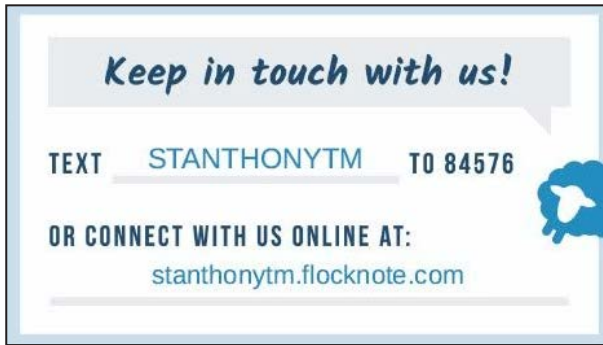 Keep in touch with us!
TEXT STANTHONYTM TO 84576
OR CONNECT WITH US ONLINE AT:
stanthonytm.flocknote.com